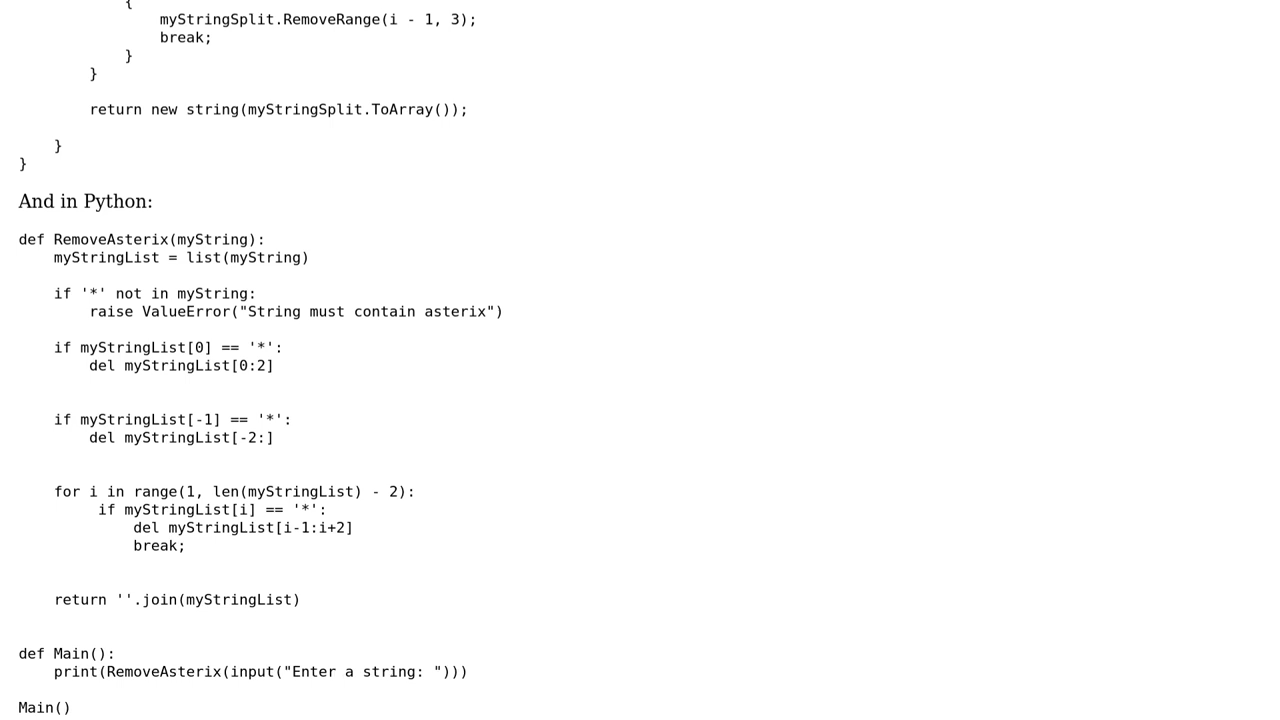 {
myStringSplit.RemoveRange(i - 1, 3);
break;
}
}
return new string(myStringSplit.ToArray());
}
}
And in Python:
def RemoveAsterix(myString):
myStringList = list(myString)
if '*' not in myString:
raise ValueError("String must contain asterix")
if myStringList[0] == '*':
del myStringList[0:2]
if myStringList[-1] == '*':
del myStringList[-2:]
for i in range(1, len(myStringList) - 2):
if myStringList[i] == '*':
del myStringList[i-1:i+2]
break;
return ''.join(myStringList)
def Main():
print(RemoveAsterix(input("Enter a string: ")))
Main()